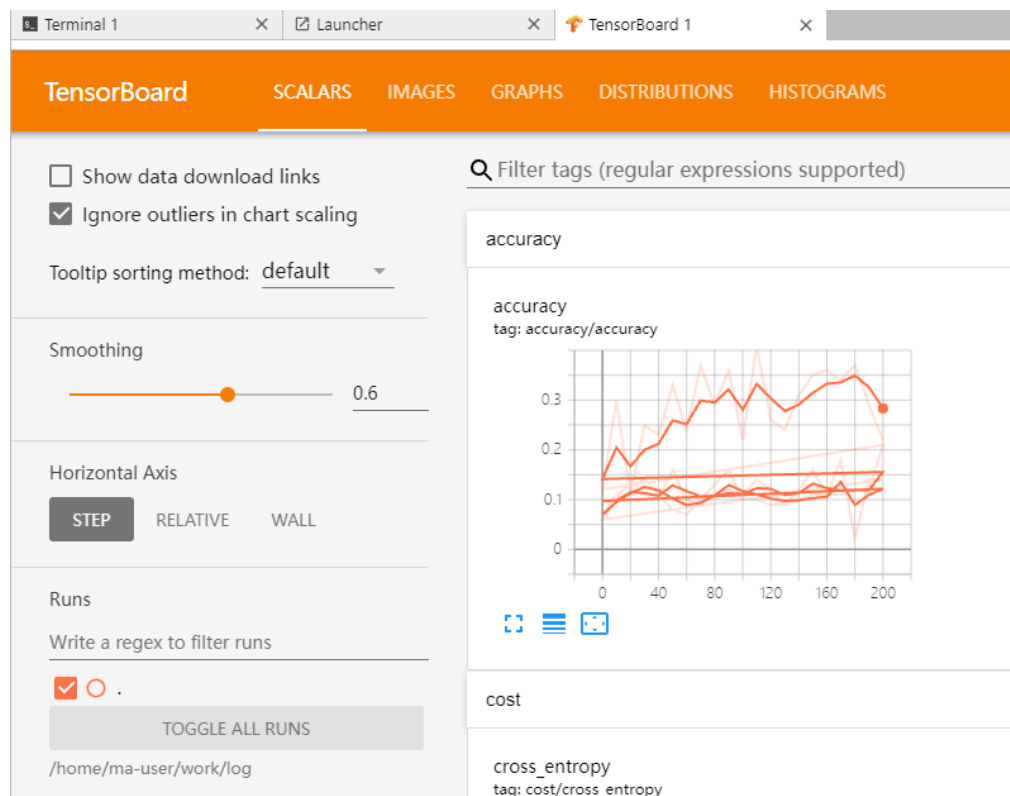 Terminal 1
Launcher
TensorBoard 1
TensorBoard SCALARS IMAGES GRAPHS DISTRIBUTIONS HISTOGRAMS
Show data download links
Ignore outliers in chart scaling
Tooltip sorting method: default
Smoothing
0.6
Horizontal Axis
STEP RELATIVE WALL
Runs
Write a regex to filter runs
.
TOGGLE ALL RUNS
/home/ma-user/work/log
Filter tags (regular expressions supported)
accuracy
accuracy
tag: accuracy/accuracy
0.3
0.2
0.1
0
0 40 80 120 160 200
cost
cross_entropy
tag: cost/cross_entropy